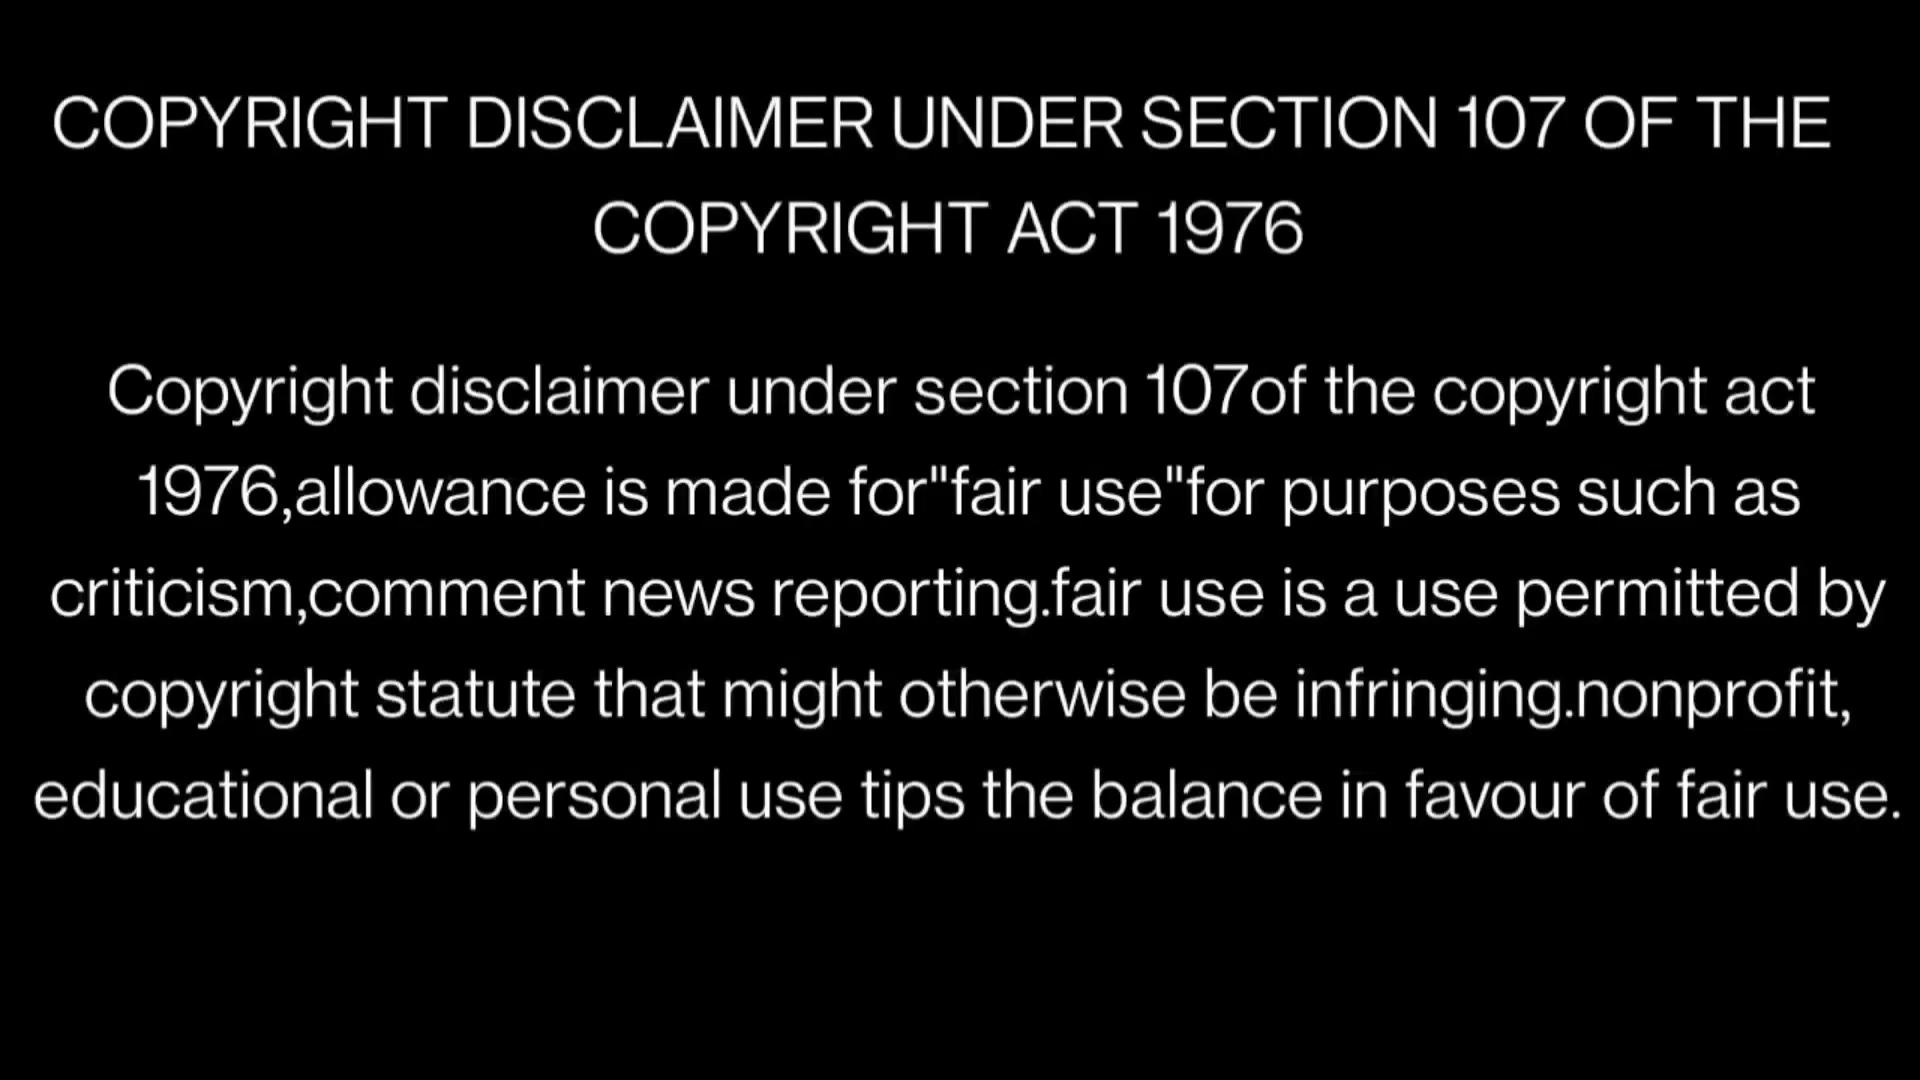 COPYRIGHT DISCLAIMER UNDER SECTION 107 OF THE
COPYRIGHT ACT 1976
Copyright disclaimer under section 107of the copyright act
1976,allowance is made for"fair use"for purposes such as
criticism,comment news reporting.fair use is a use permitted by
copyright statute that might otherwise be infringing.nonprofit,
educational or personal use tips the balance in favour of fair use.